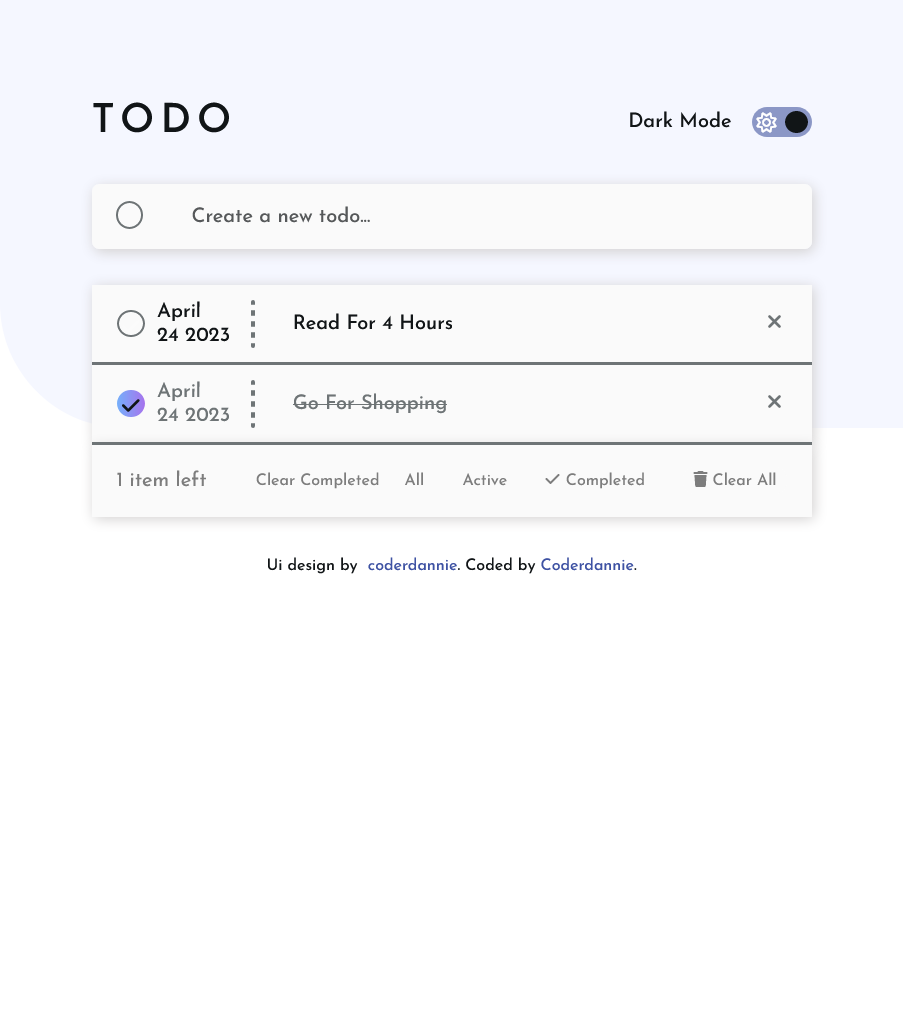 TODO
Dark Mode
Create a new todo...
April
24 2023
Read For 4 Hours
April
24 2023
Go For Shopping
1 item left Clear Completed All Active Completed Clear All
Ui design by coderdannie. Coded by Coderdannie.